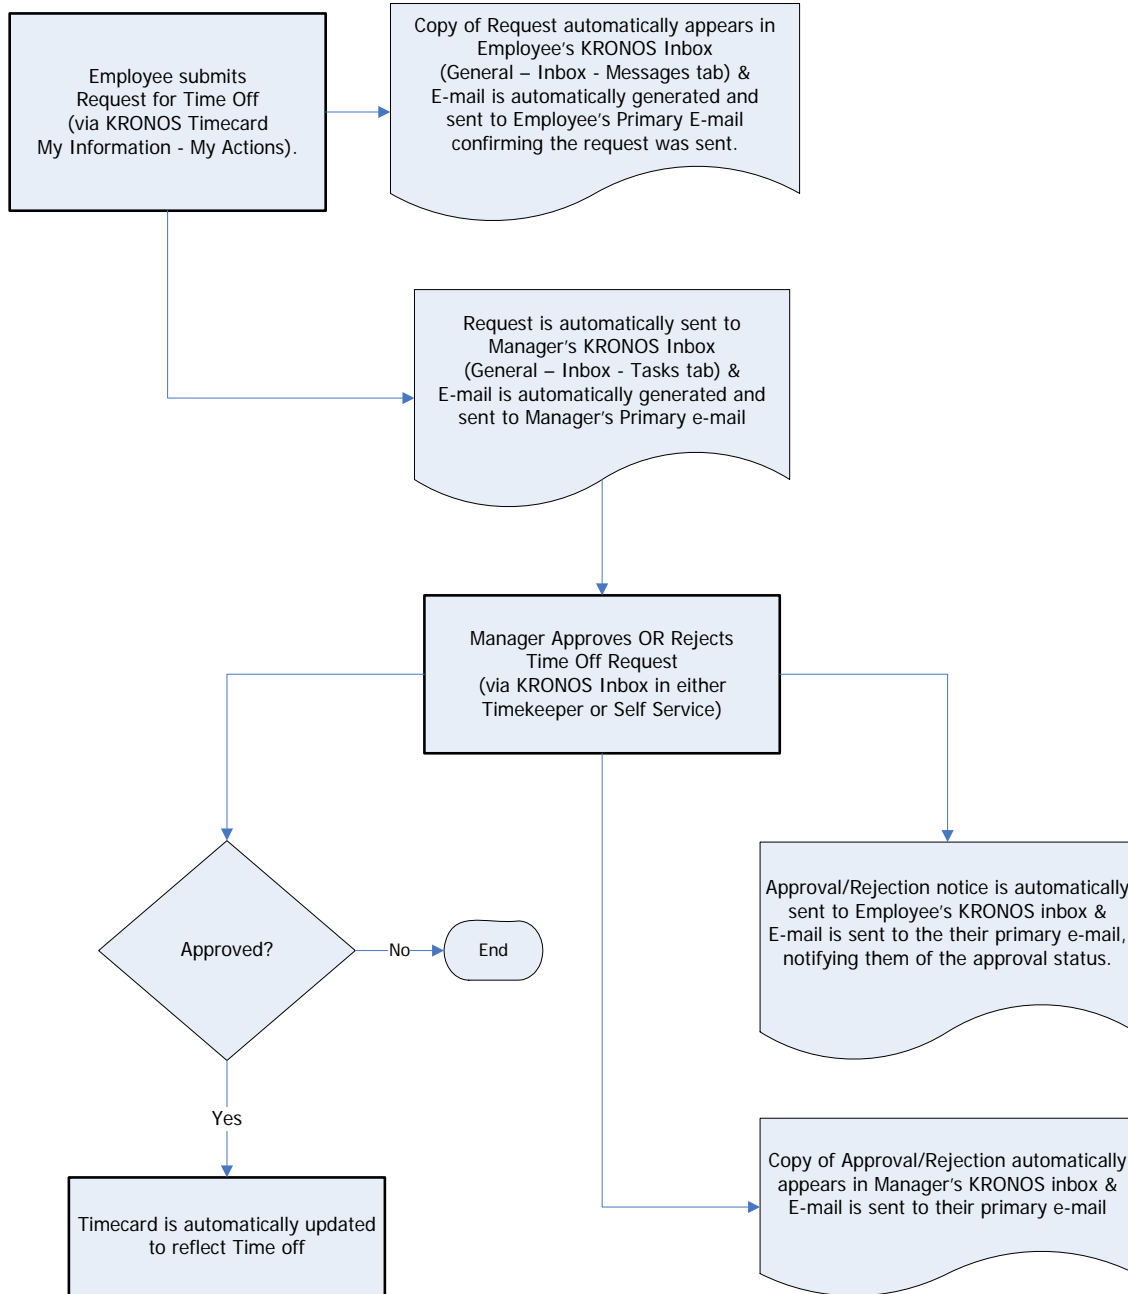 Employee submits
Request for Time Off
(via KRONOS Timecard
My Information - My Actions).
Copy of Request automatically appears in
Employee's KRONOS Inbox
(General – Inbox - Messages tab) &
E-mail is automatically generated and
sent to Employee's Primary E-mail
confirming the request was sent.
Request is automatically sent to
Manager's KRONOS Inbox
(General – Inbox - Tasks tab) &
E-mail is automatically generated and
sent to Manager's Primary e-mail
Manager Approves OR Rejects
Time Off Request
(via KRONOS Inbox in either
Timekeeper or Self Service)
Approved?
No
End
Yes
Timecard is automatically updated
to reflect Time off
Approval/Rejection notice is automatically
sent to Employee's KRONOS inbox &
E-mail is sent to the their primary e-mail,
notifying them of the approval status.
Copy of Approval/Rejection automatically
appears in Manager's KRONOS inbox &
E-mail is sent to their primary e-mail